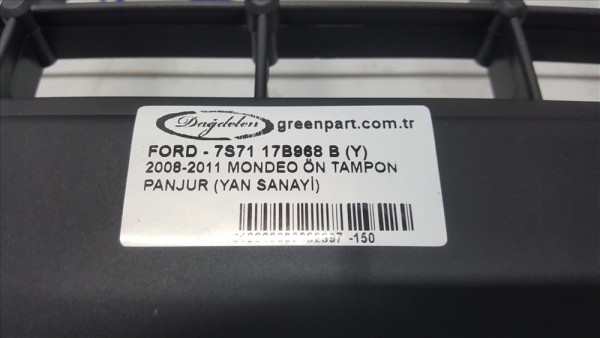 Dağdelen greenpart.com.tr
FORD - 7S71 17B968 B (Y)
2008-2011 MONDEO ÖN TAMPON
PANJUR (YAN SANAYİ)
-150